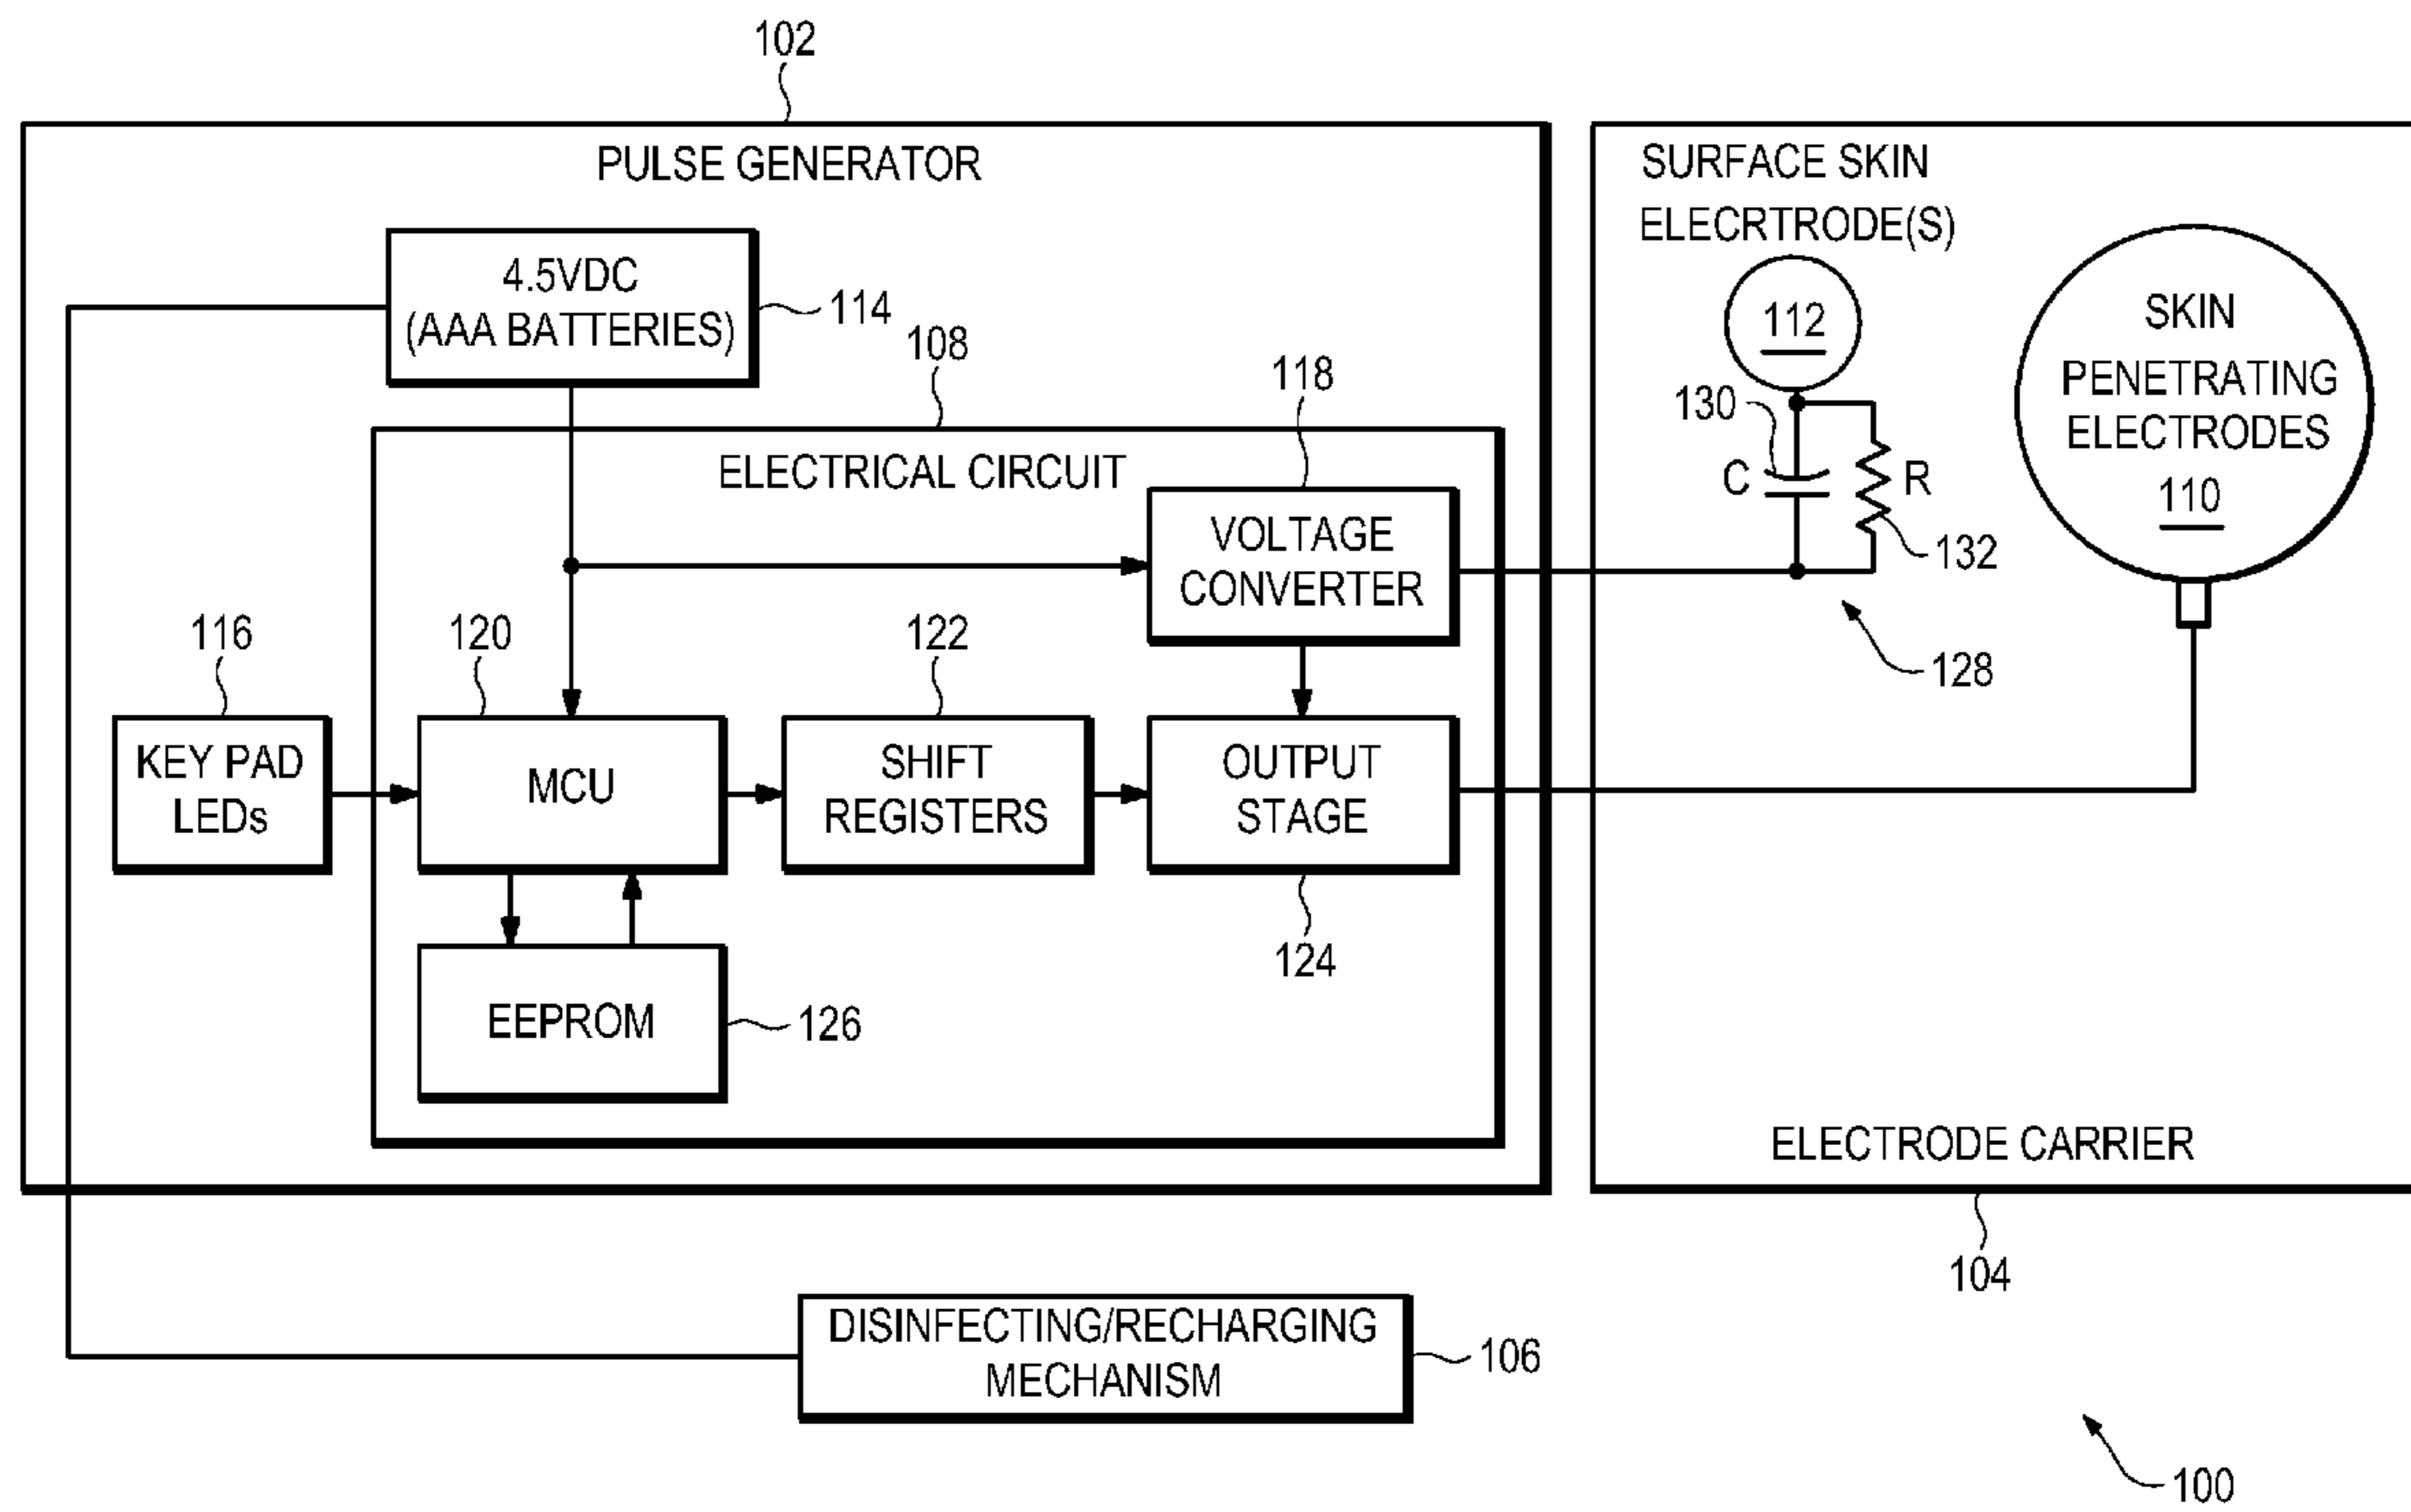 102
PULSE GENERATOR
4.5VDC
(AAA BATTERIES)
114
108
ELECTRICAL CIRCUIT
118
VOLTAGE
CONVERTER
116
120
122
KEY PAD
LEDs
MCU
SHIFT
REGISTERS
OUTPUT
STAGE
124
EEPROM
126
SURFACE SKIN
ELECRTRODE(S)
112
130
C
R
132
128
SKIN
PENETRATING
ELECTRODES
110
ELECTRODE CARRIER
104
DISINFECTING/RECHARGING
MECHANISM
106
100